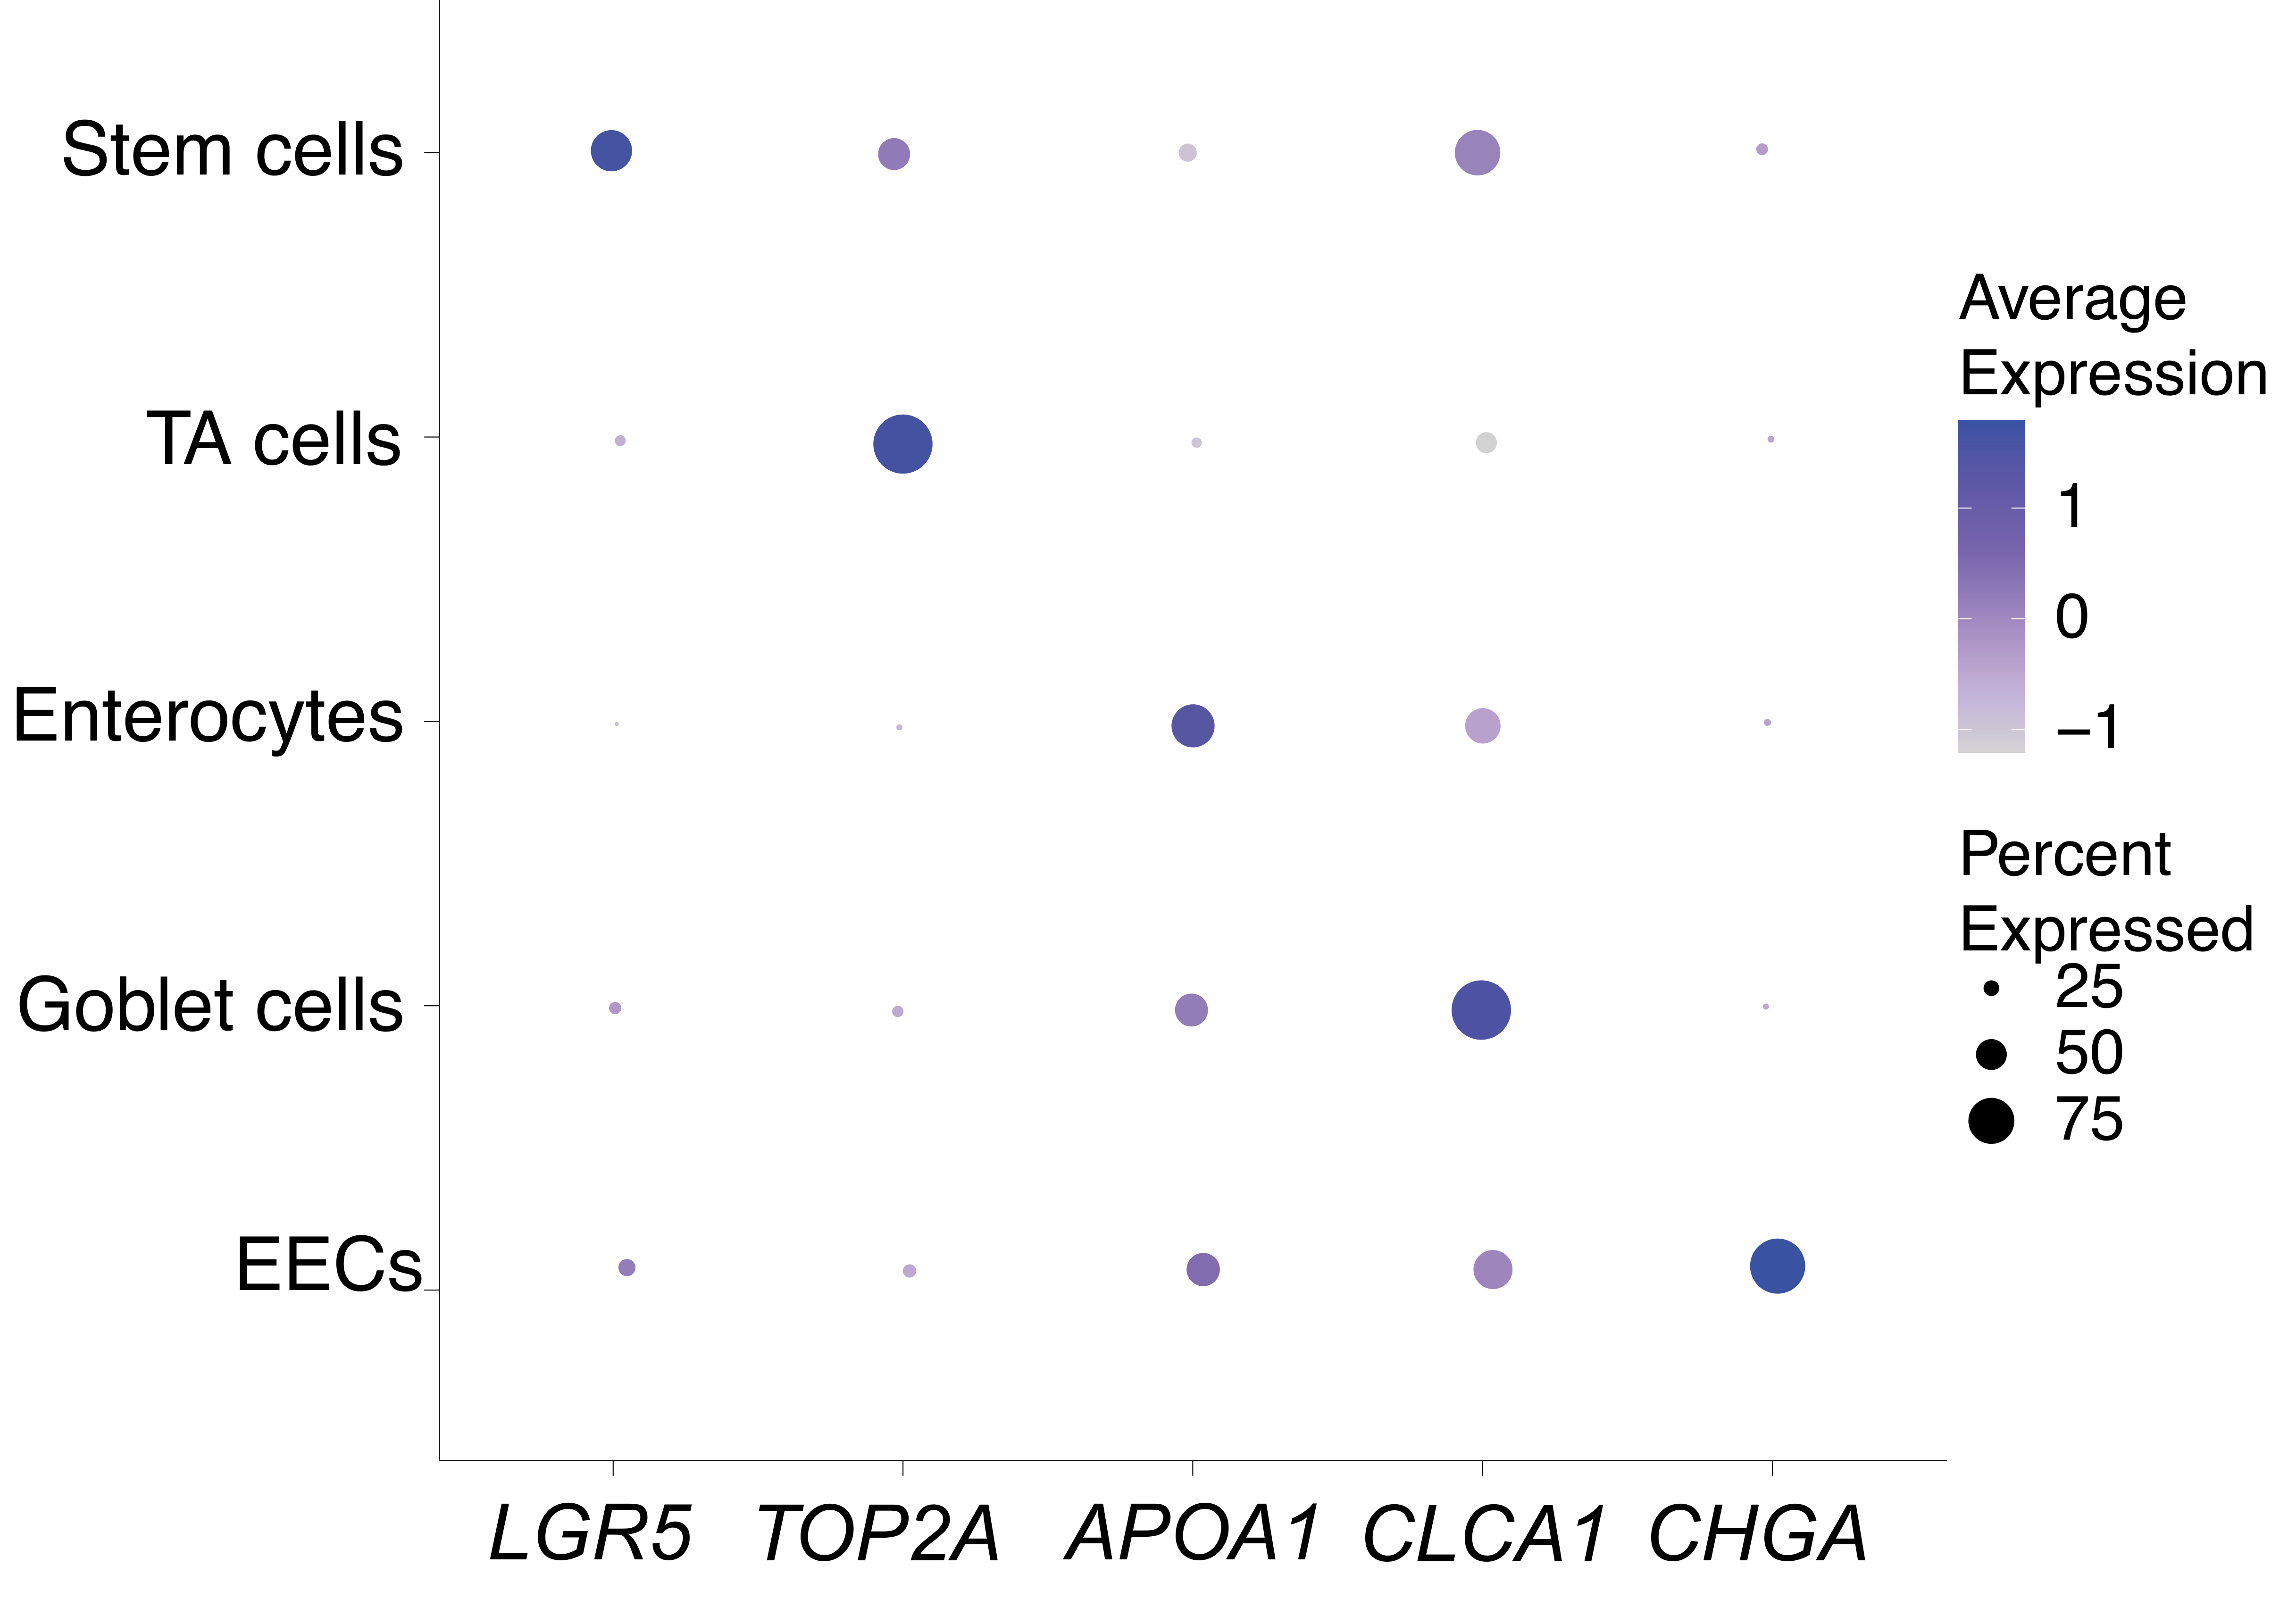 Stem cells
TA cells
Enterocytes
Goblet cells
EECs
LGR5 TOP2A APOA1 CLCA1 CHGA
Average
Expression
1
0
−1
Percent
Expressed
25
50
75